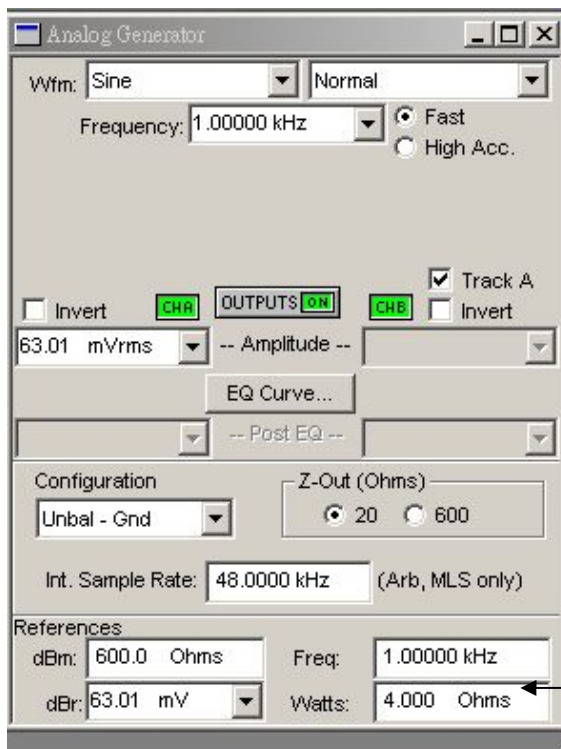 Analog Generator
Wfm: Sine Normal
Frequency: 1.00000 kHz Fast
High Acc.
Track A
Invert CHA OUTPUTS ON CHB Invert
63.01 mVrms -- Amplitude --
EQ Curve...
-- Post EQ --
Configuration Z-Out (Ohms)
Unbal - Gnd 20 600
Int. Sample Rate: 48.0000 kHz (Arb, MLS only)
References
dBm: 600.0 Ohms Freq: 1.00000 kHz
dBr: 63.01 mV Watts: 4.000 Ohms